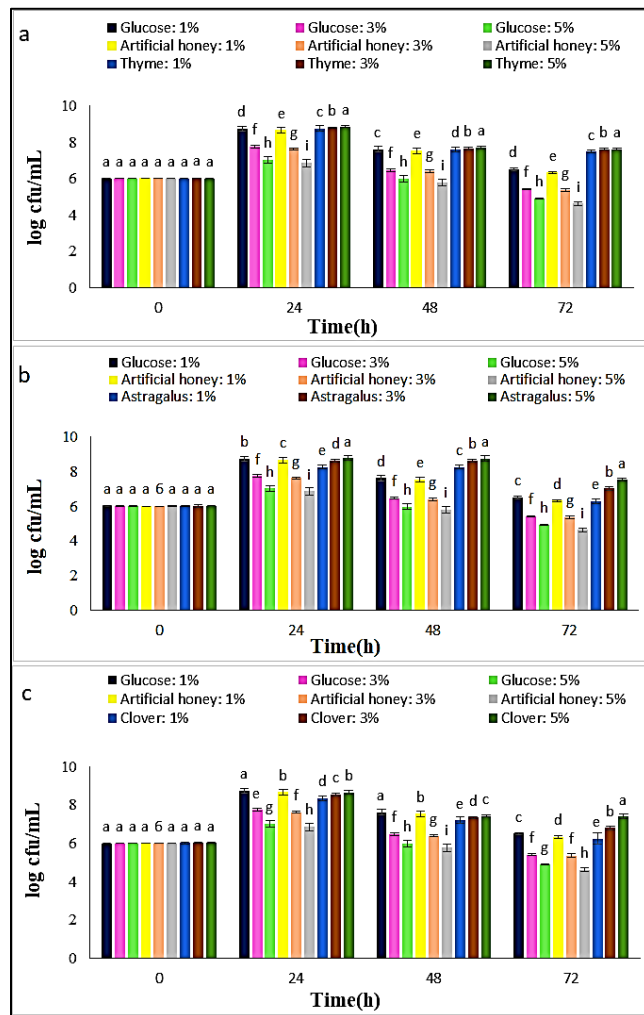 a
Glucose: 1% Glucose: 3% Glucose: 5%
Artificial honey: 1% Artificial honey: 3% Artificial honey: 5%
Thyme: 1% Thyme: 3% Thyme: 5%
10
8
6
4
2
0
log cfu/mL
a a a a a a a a a
d f h e g i c b a
c f h e g i d b a
d f h e g i c b a
0 24 48 72
Time(h)
b
Glucose: 1% Glucose: 3% Glucose: 5%
Artificial honey: 1% Artificial honey: 3% Artificial honey: 5%
Astragalus: 1% Astragalus: 3% Astragalus: 5%
10
8
6
4
2
0
log cfu/mL
a a a a 6 a a a a
b f h c g i e d a
d f h e g i c b a
c f h d g i e b a
0 24 48 72
Time(h)
c
Glucose: 1% Glucose: 3% Glucose: 5%
Artificial honey: 1% Artificial honey: 3% Artificial honey: 5%
Clover: 1% Clover: 3% Clover: 5%
10
8
6
4
2
0
log cfu/mL
a a a a 6 a a a a
a e g b f h d c b
a f h b g i e d c
c f g d f h e b a
0 24 48 72
Time(h)